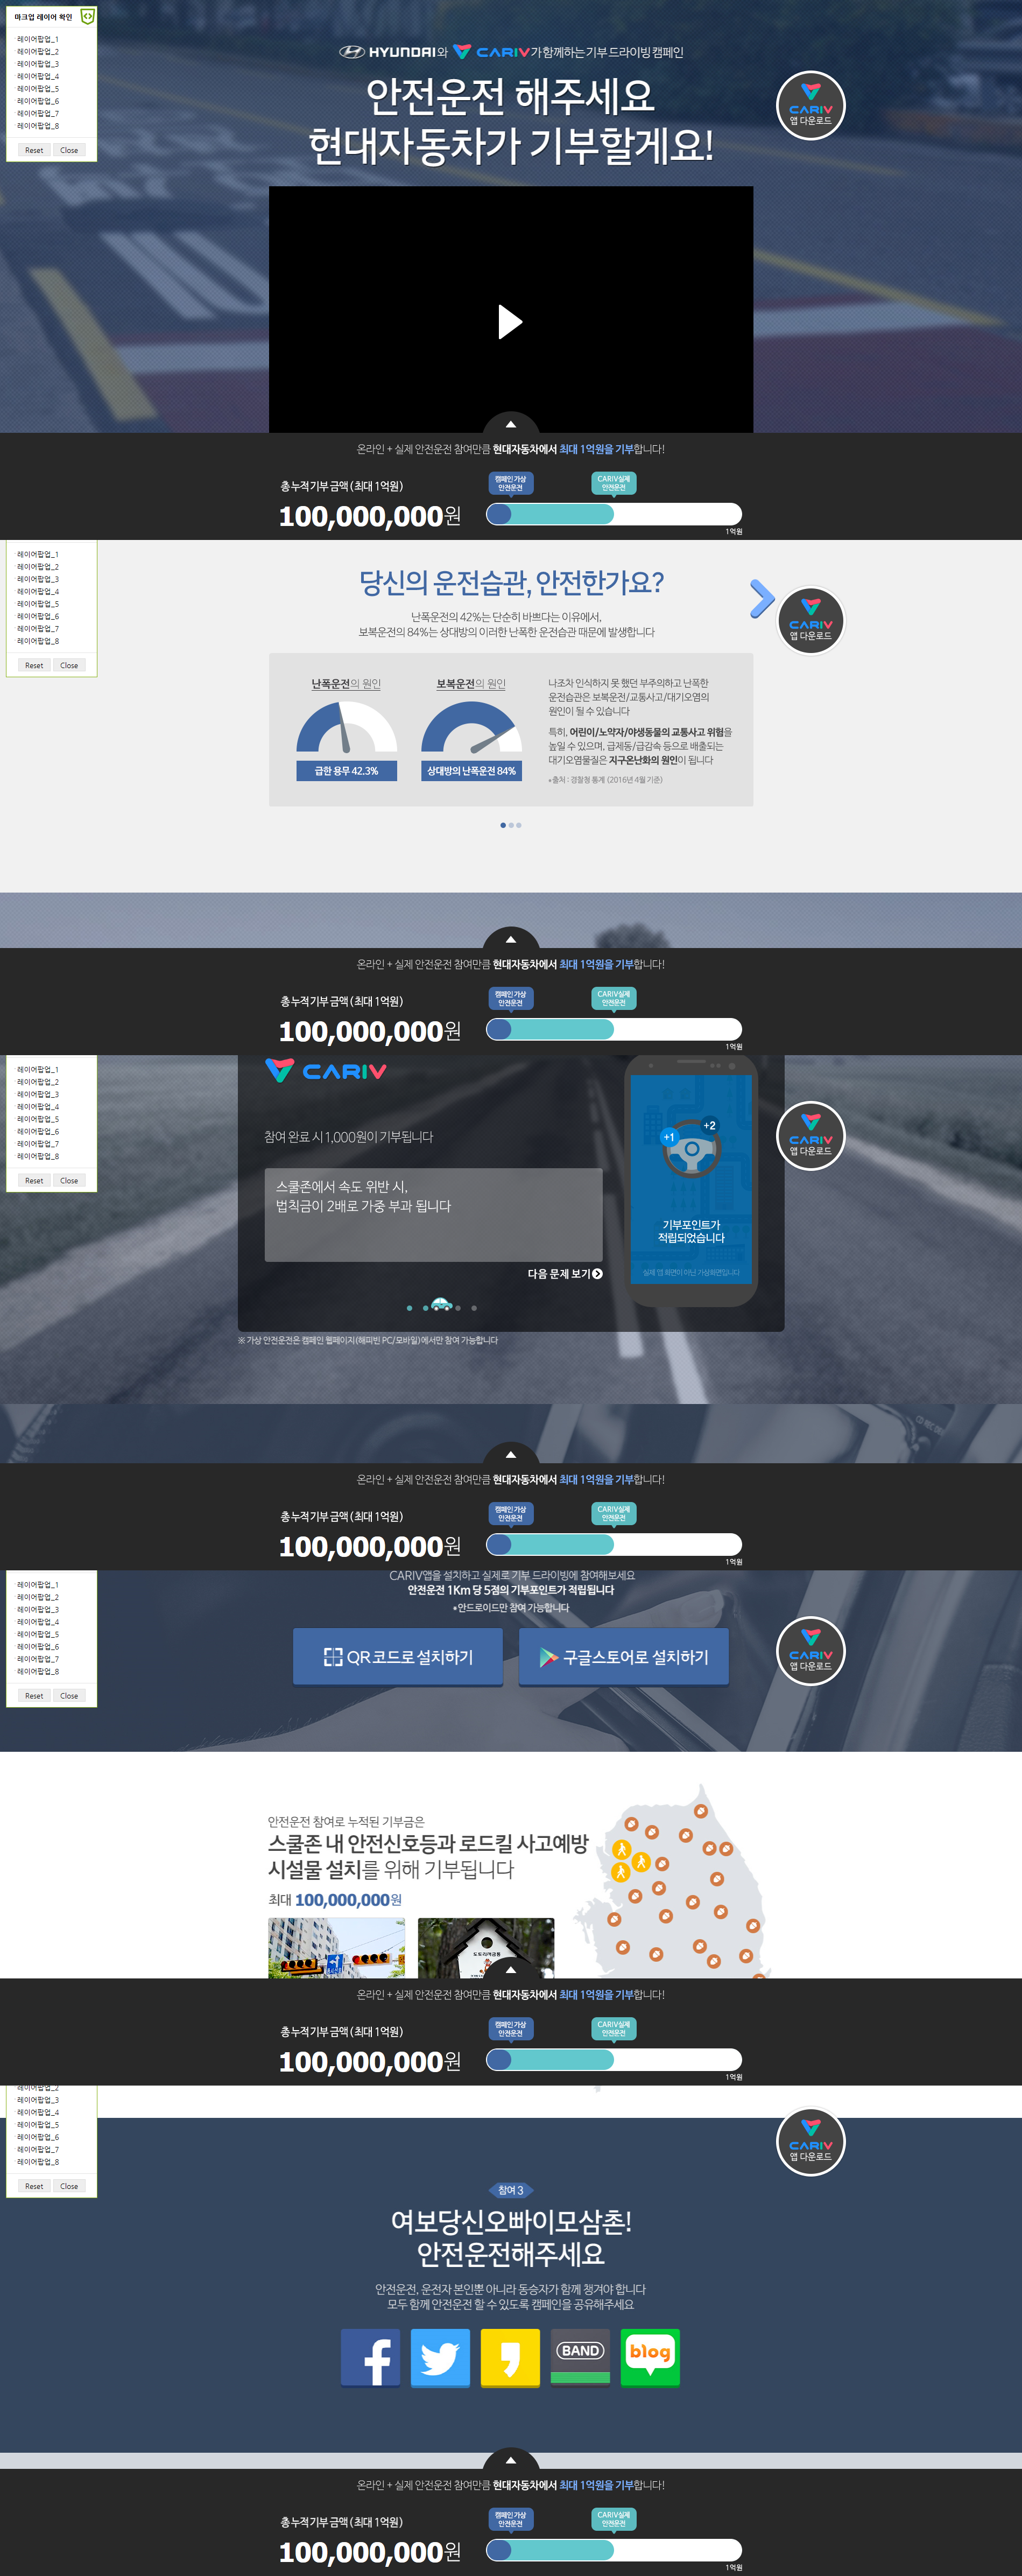 마크업 레이어 확인
레이어팝업_1
레이어팝업_2
레이어팝업_3
레이어팝업_4
레이어팝업_5
레이어팝업_6
레이어팝업_7
레이어팝업_8
Reset Close
HYUNDAI와 CARIV가 함께하는 기부 드라이빙 캠페인
안전운전 해주세요
현대자동차가 기부할게요!
CARIV
앱 다운로드
온라인 + 실제 안전운전 참여만큼 현대자동차에서 최대 1억원을 기부합니다!
총 누적 기부 금액 ( 최대 1억원 )
100,000,000원
캠페인 가상
안전운전
CARIV실제
안전운전
1억원
레이어팝업_1
레이어팝업_2
레이어팝업_3
레이어팝업_4
레이어팝업_5
레이어팝업_6
레이어팝업_7
레이어팝업_8
Reset Close
당신의 운전습관, 안전한가요?
난폭운전의 42%는 단순히 바쁘다는 이유에서,
보복운전의 84%는 상대방의 이러한 난폭한 운전습관 때문에 발생합니다
CARIV
앱 다운로드
난폭운전의 원인
급한 용무 42.3%
보복운전의 원인
상대방의 난폭운전 84%
나조차 인식하지 못 했던 부주의하고 난폭한
운전습관은 보복운전/교통사고/대기오염의
원인이 될 수 있습니다
특히, 어린이/노약자/야생동물의 교통사고 위험을
높일 수 있으며, 급제동/급감속 등으로 배출되는
대기오염물질은 지구온난화의 원인이 됩니다
*출처 : 경찰청 통계 (2016년 4월 기준)
온라인 + 실제 안전운전 참여만큼 현대자동차에서 최대 1억원을 기부합니다!
총 누적 기부 금액 ( 최대 1억원 )
100,000,000원
캠페인 가상
안전운전
CARIV실제
안전운전
1억원
레이어팝업_1
레이어팝업_2
레이어팝업_3
레이어팝업_4
레이어팝업_5
레이어팝업_6
레이어팝업_7
레이어팝업_8
Reset Close
CARIV
참여 완료 시 1,000원이 기부됩니다
스쿨존에서 속도 위반 시,
법칙금이 2배로 가중 부과 됩니다
다음 문제 보기
+1
+2
기부포인트가
적립되었습니다
실제 앱 화면이 아닌 가상화면입니다
CARIV
앱 다운로드
※ 가상 안전운전은 캠페인 웹페이지(해피빈 PC/모바일)에서만 참여 가능합니다
온라인 + 실제 안전운전 참여만큼 현대자동차에서 최대 1억원을 기부합니다!
총 누적 기부 금액 ( 최대 1억원 )
100,000,000원
캠페인 가상
안전운전
CARIV실제
안전운전
1억원
레이어팝업_1
레이어팝업_2
레이어팝업_3
레이어팝업_4
레이어팝업_5
레이어팝업_6
레이어팝업_7
레이어팝업_8
Reset Close
CARIV앱을 설치하고 실제로 기부 드라이빙에 참여해보세요
안전운전 1Km 당 5점의 기부포인트가 적립됩니다
*안드로이드만 참여 가능합니다
QR 코드로 설치하기
구글스토어로 설치하기
CARIV
앱 다운로드
안전운전 참여로 누적된 기부금은
스쿨존 내 안전신호등과 로드킬 사고예방
시설물 설치를 위해 기부됩니다
최대 100,000,000원
도토리저금통
온라인 + 실제 안전운전 참여만큼 현대자동차에서 최대 1억원을 기부합니다!
총 누적 기부 금액 ( 최대 1억원 )
100,000,000원
캠페인 가상
안전운전
CARIV실제
안전운전
1억원
레이어팝업_2
레이어팝업_3
레이어팝업_4
레이어팝업_5
레이어팝업_6
레이어팝업_7
레이어팝업_8
Reset Close
CARIV
앱 다운로드
참여 3
여보당신오빠이모삼촌!
안전운전해주세요
안전운전, 운전자 본인뿐 아니라 동승자가 함께 챙겨야 합니다
모두 함께 안전운전 할 수 있도록 캠페인을 공유해주세요
BAND
blog
온라인 + 실제 안전운전 참여만큼 현대자동차에서 최대 1억원을 기부합니다!
총 누적 기부 금액 ( 최대 1억원 )
100,000,000원
캠페인 가상
안전운전
CARIV실제
안전운전
1억원